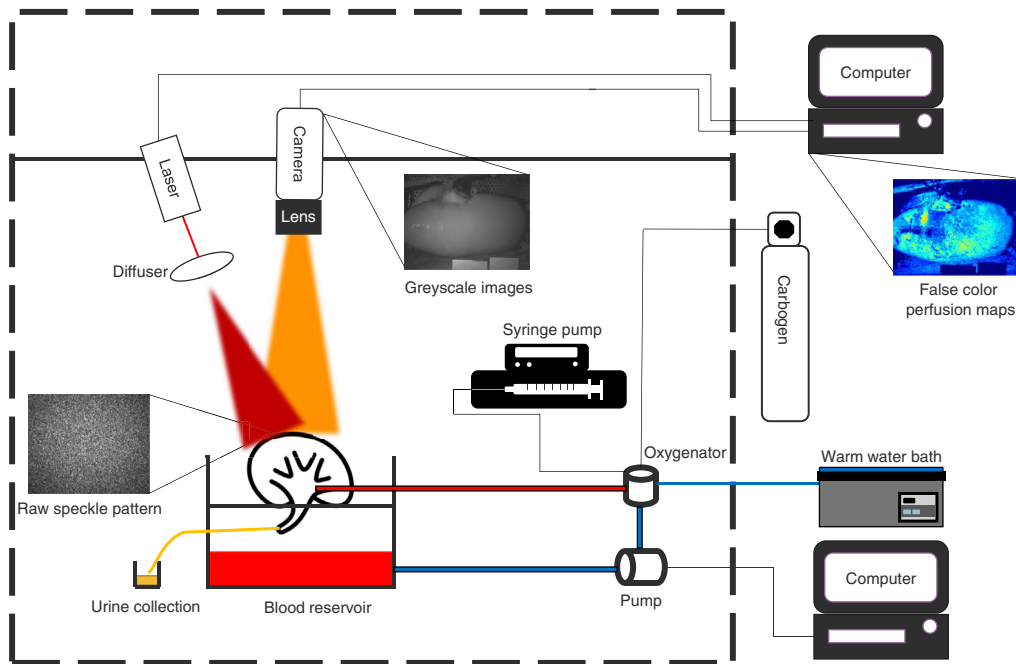 Computer
Camera
Laser
Lens
Diffuser
Greyscale images
False color
perfusion maps
Carbogen
Syringe pump
Raw speckle pattern
Oxygenator
Warm water bath
Urine collection
Blood reservoir
Pump
Computer